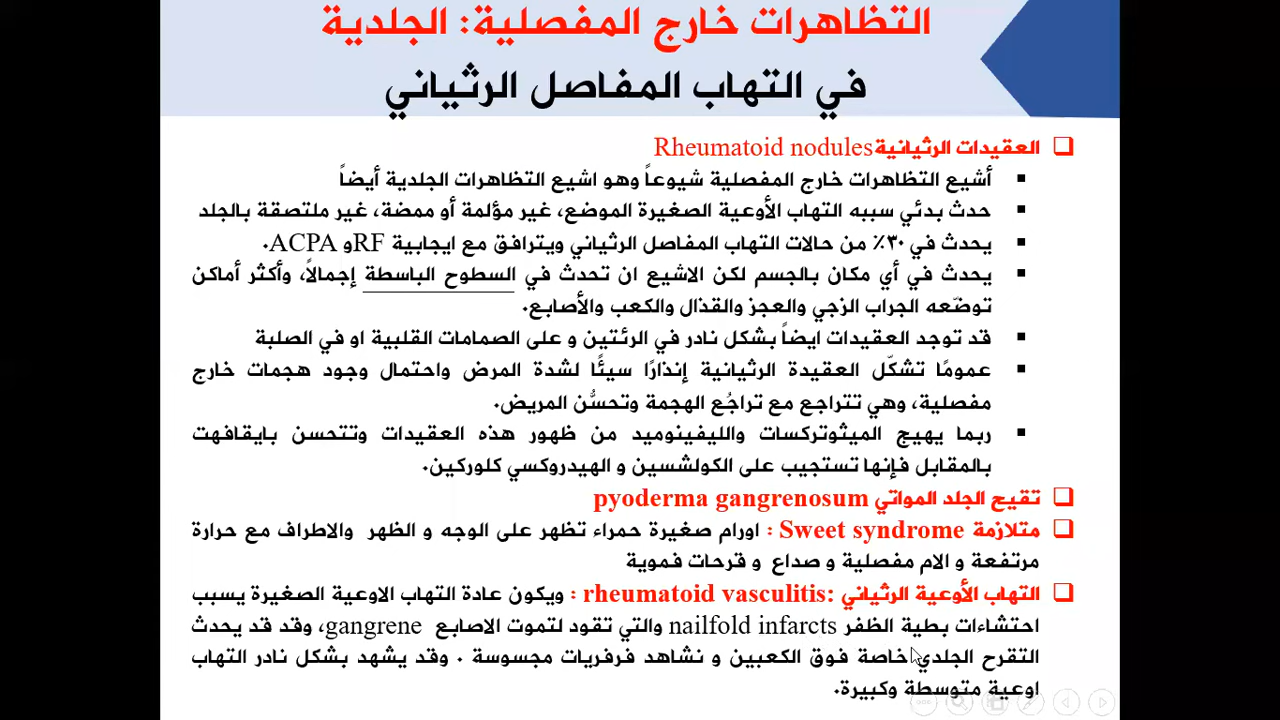 التظاهرات خارج المفصلية: الجلدية
في التهاب المفاصل الرثياني
العقيدات الرثيانية Rheumatoid nodules
أشيع التظاهرات خارج المفصلية شيوعاً وهو اشيع التظاهرات الجلدية أيضاً
حدث بدئي سببه التهاب الأوعية الصغيرة الموضع، غير مؤلمة أو ممضة، غير ملتصقة بالجلد
يحدث في ٣٠٪ من حالات التهاب المفاصل الرثياني ويترافق مع ايجابية RF و ACPA.
يحدث في أي مكان بالجسم لكن الاشيع ان تحدث في السطوح الباسطة إجمالاً، وأكثر أماكن
توضّعه الجراب الزجي والعجز والقذال والكعب والأصابع.
قد توجد العقيدات ايضاً بشكل نادر في الرئتين و على الصمامات القلبية او في الصلبة
عمومًا تشكّل العقيدة الرثيانية إنذارًا سيئًا لشدة المرض واحتمال وجود هجمات خارج
مفصلية، وهي تتراجع مع تراجُع الهجمة وتحسُّن المريض.
ربما يهيج الميثوتركسات والليفينوميد من ظهور هذه العقيدات وتتحسن بايقافهت
بالمقابل فإنها تستجيب على الكولشسين و الهيدروكسي كلوركين.
تقيح الجلد المواتي pyoderma gangrenosum
متلازمة Sweet syndrome : اورام صغيرة حمراء تظهر على الوجه و الظهر والاطراف مع حرارة
مرتفعة و الام مفصلية و صداع و قرحات فموية
التهاب الأوعية الرثياني :rheumatoid vasculitis : ويكون عادة التهاب الاوعية الصغيرة يسبب
احتشاءات بطية الظفر nailfold infarcts والتي تقود لتموت الاصابع gangrene، وقد قد يحدث
التقرح الجلدي خاصة فوق الكعبين و نشاهد فرفريات مجسوسة . وقد يشهد بشكل نادر التهاب
اوعية متوسطة وكبيرة.